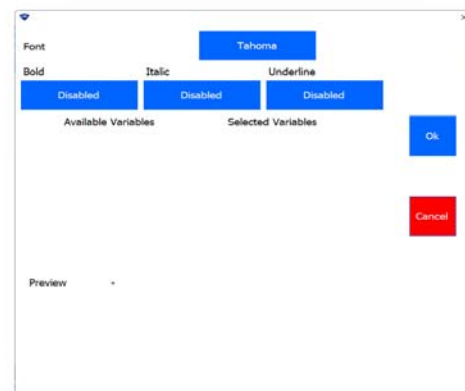 Font Tahoma
Bold Italic Underline
Disabled Disabled Disabled
Available Variables Selected Variables
Ok
Cancel
Preview -